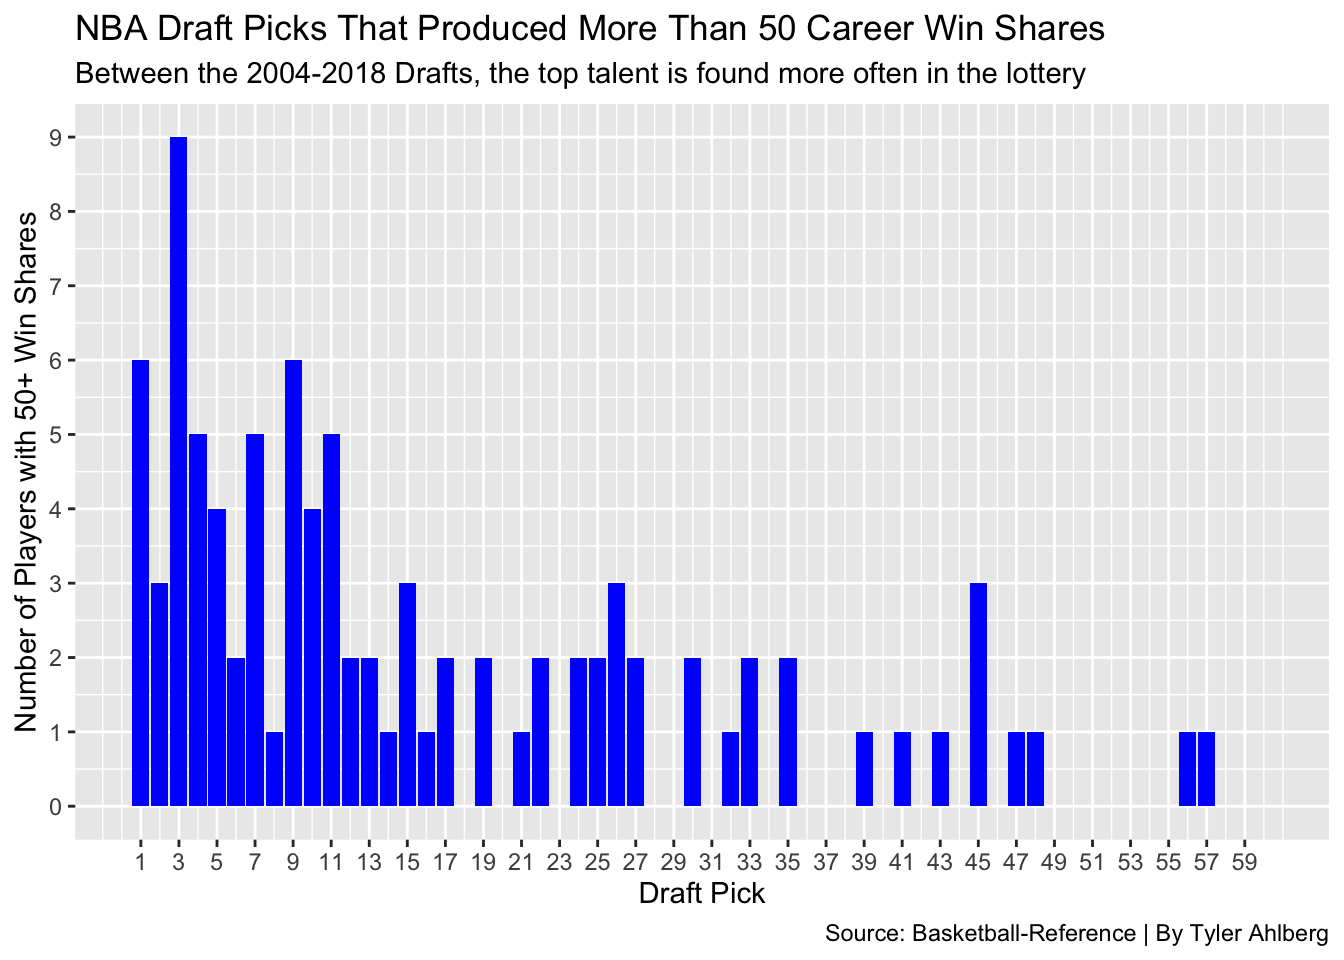 NBA Draft Picks That Produced More Than 50 Career Win Shares
Between the 2004-2018 Drafts, the top talent is found more often in the lottery
Number of Players with 50+ Win Shares
9
8
7
6
5
4
3
2
1
0
1 3 5 7 9 11 13 15 17 19 21 23 25 27 29 31 33 35 37 39 41 43 45 47 49 51 53 55 57 59
Draft Pick
Source: Basketball-Reference | By Tyler Ahlberg